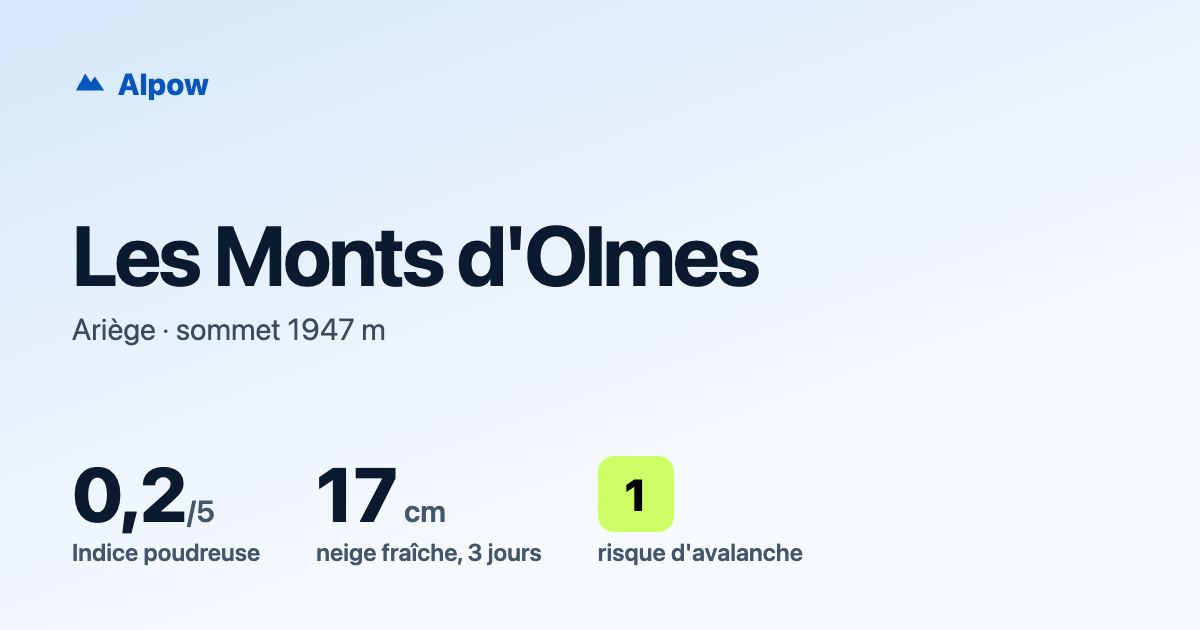 Alpow
Les Monts d'Olmes
Ariège · sommet 1947 m
0,2/5
Indice poudreuse
17 cm
neige fraîche, 3 jours
1
risque d'avalanche